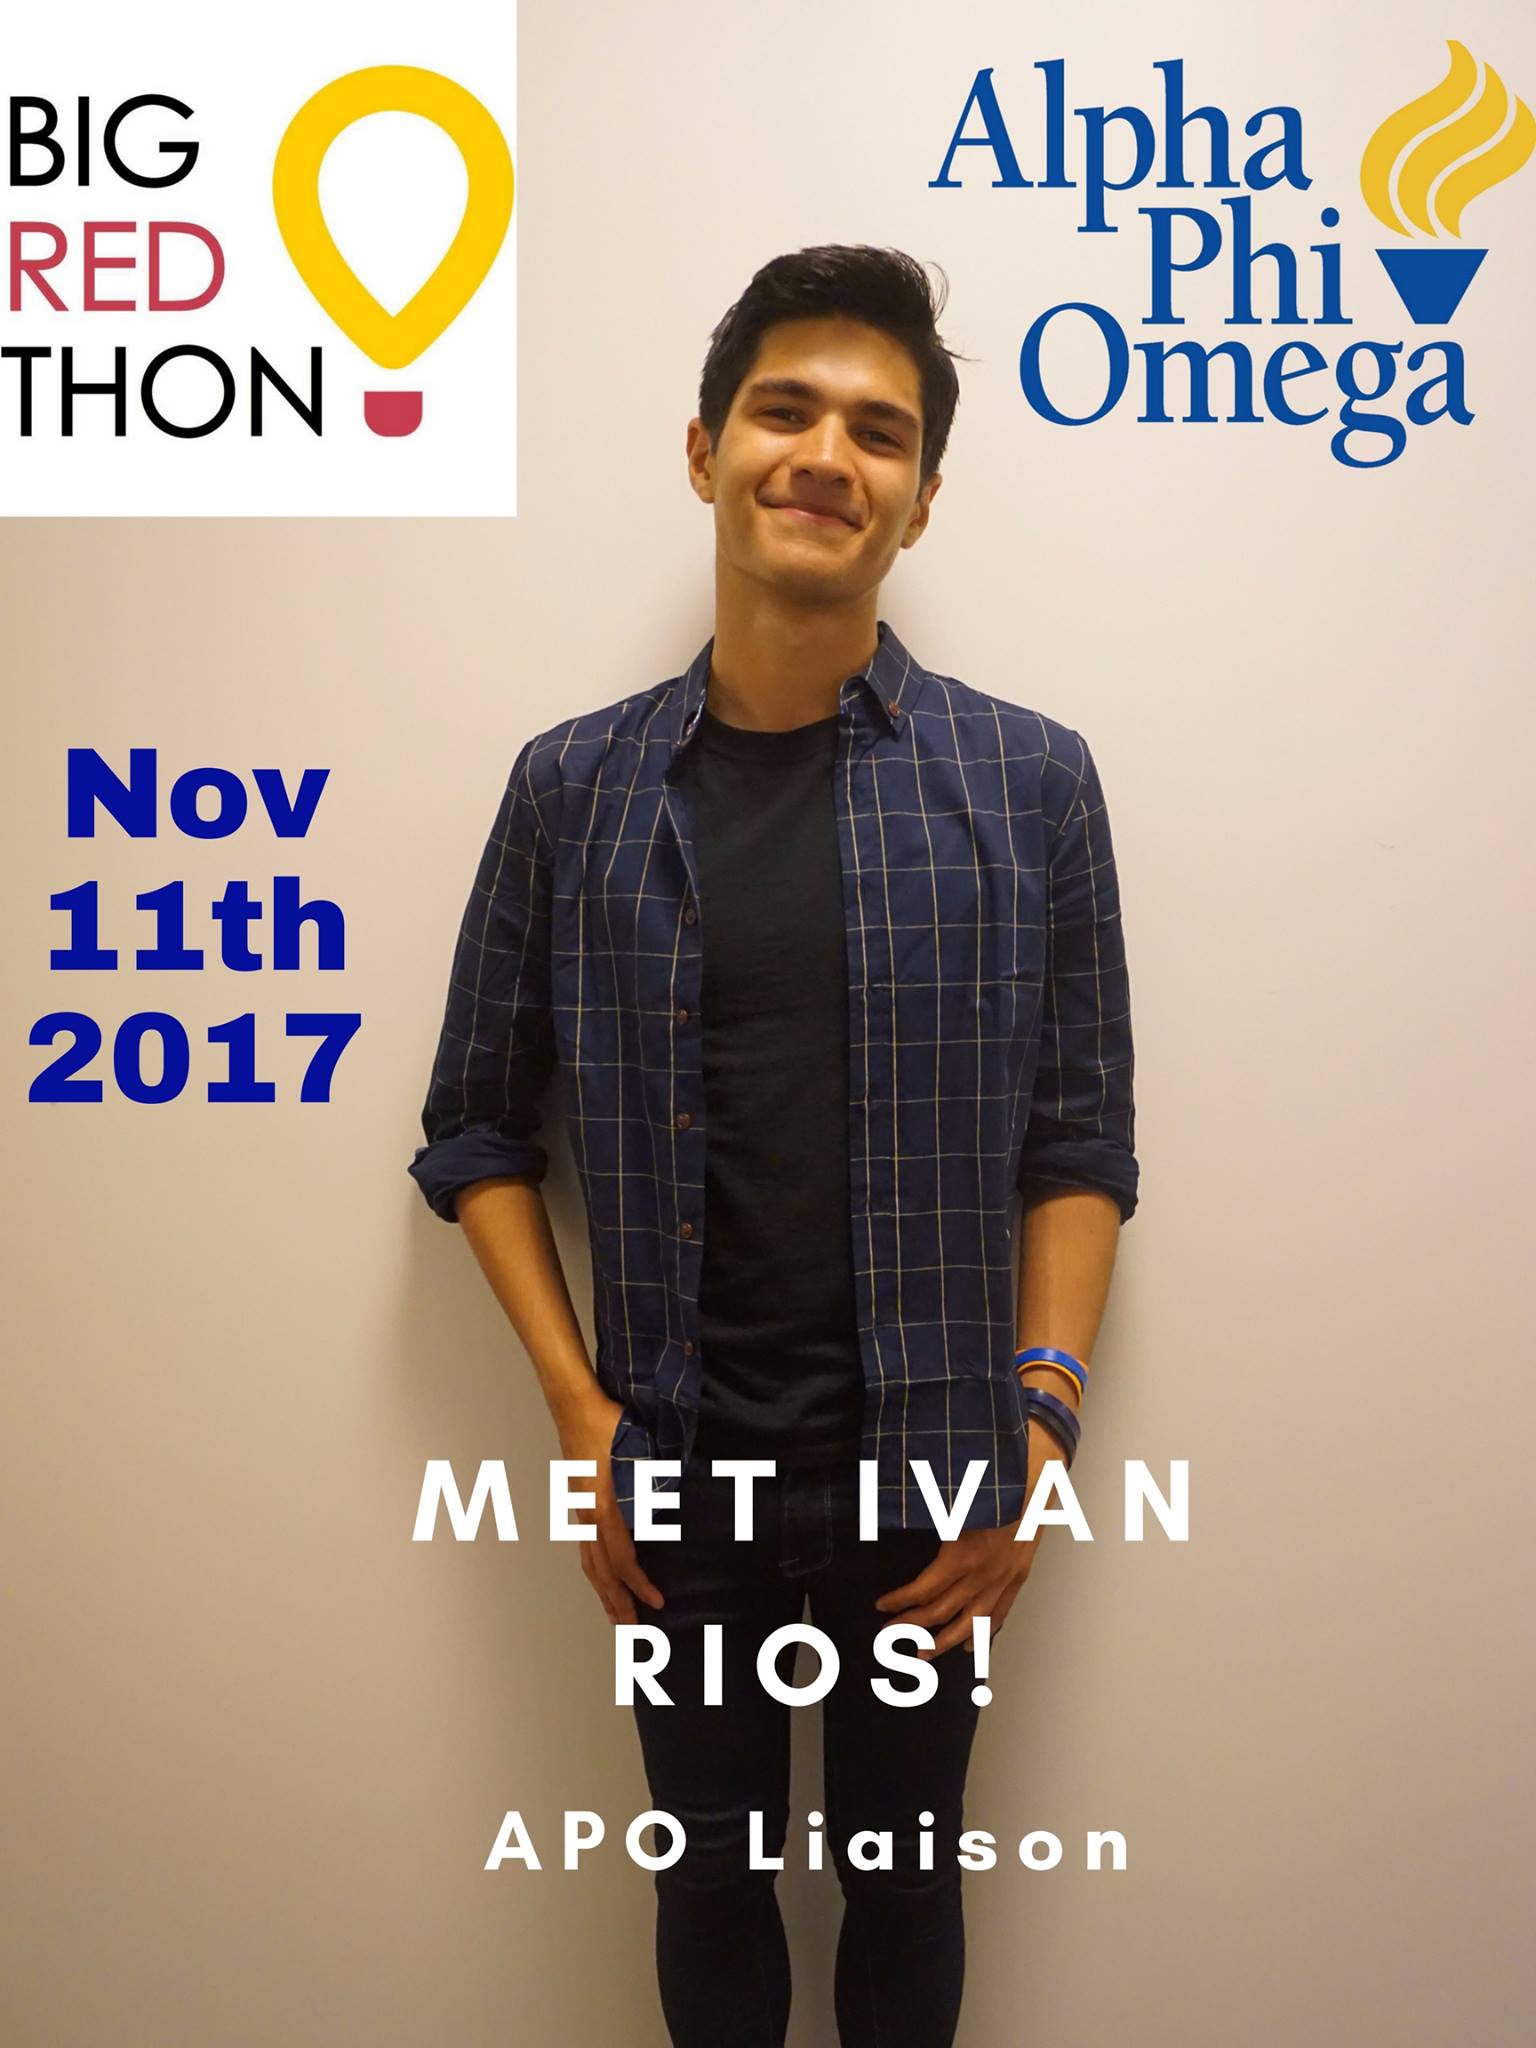 BIG
RED
THON
Alpha
Phi
Omega
Nov
11th
2017
MEET IVAN
RIOS!
APO Liaison